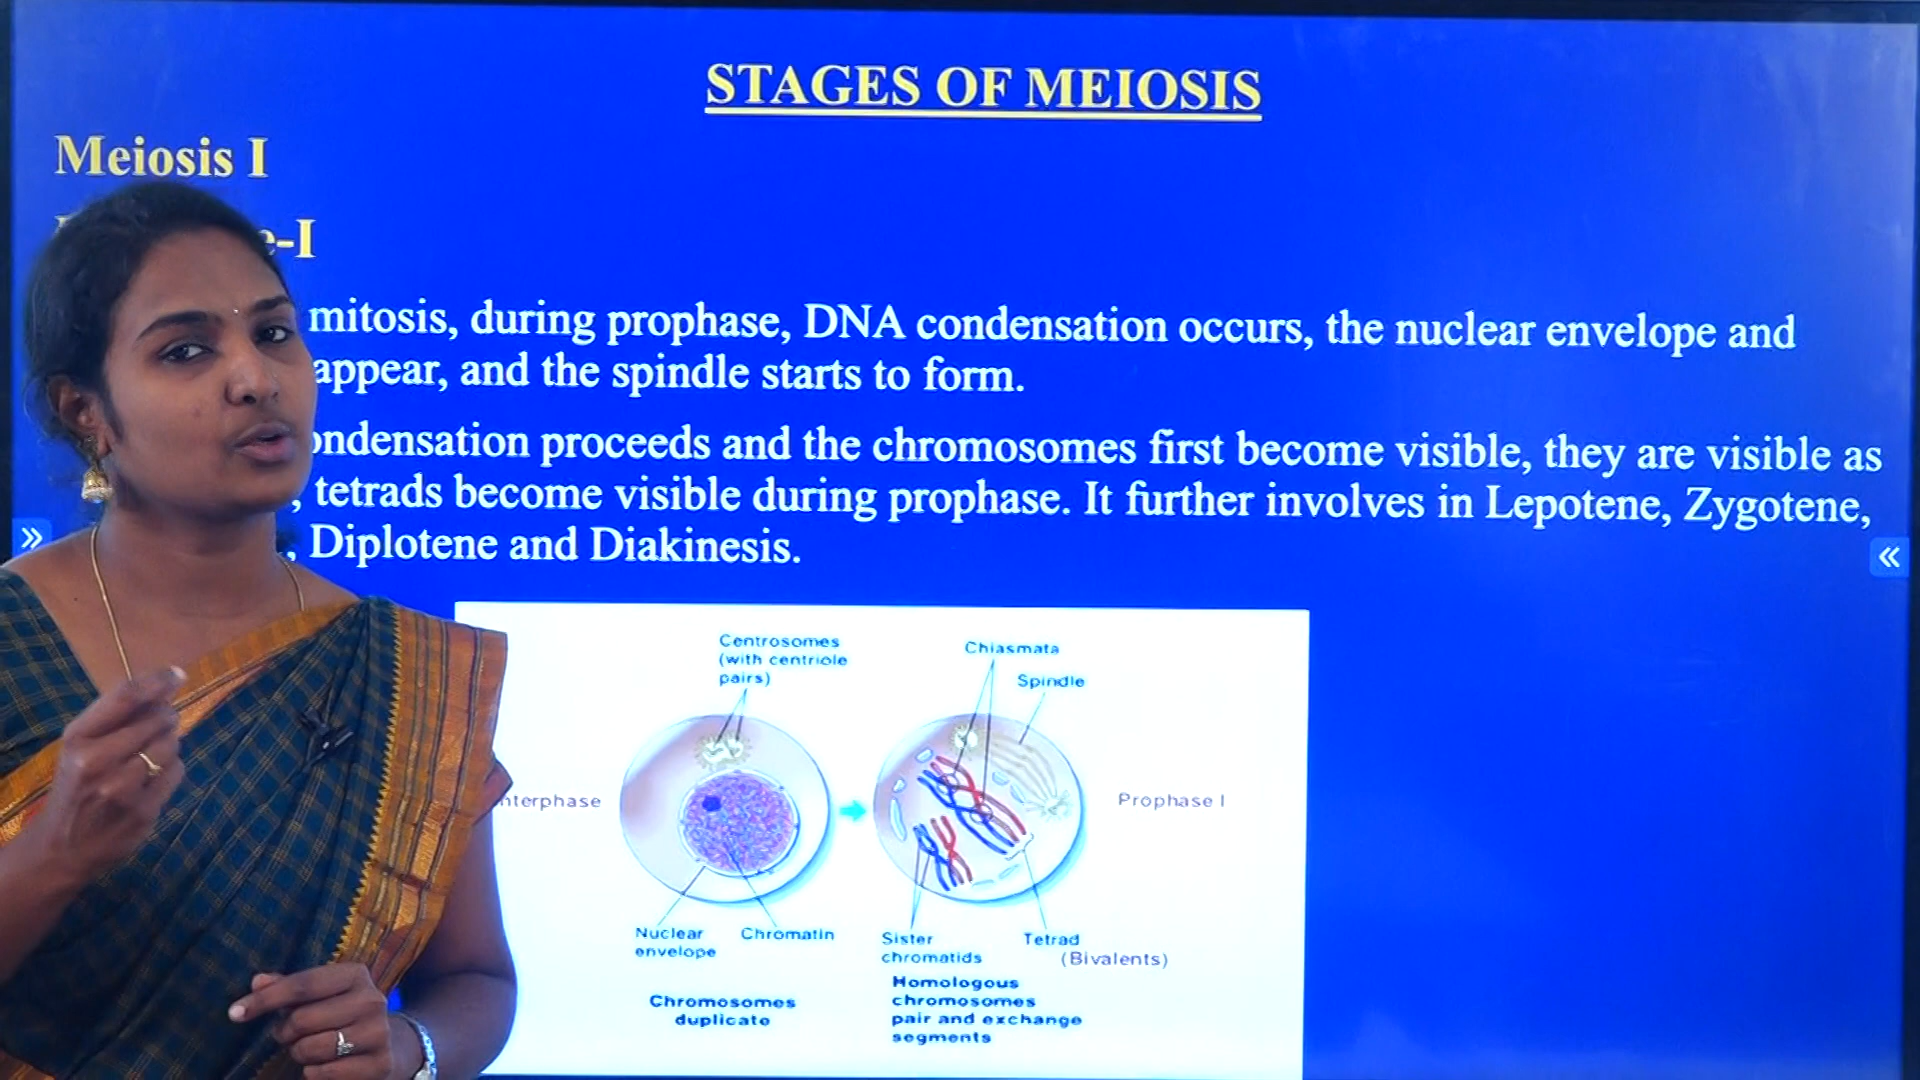 STAGES OF MEIOSIS
Meiosis I
-I
mitosis, during prophase, DNA condensation occurs, the nuclear envelope and
appear, and the spindle starts to form.
ondensation proceeds and the chromosomes first become visible, they are visible as
, tetrads become visible during prophase. It further involves in Lepotene, Zygotene,
, Diplotene and Diakinesis.
Centrosomes
(with centriole
pairs)
Chiasmata
Spindle
nterphase
Prophase I
Nuclear
envelope
Chromatin
Sister
chromatids
Tetrad
(Bivalents)
Chromosomes
duplicate
Homologous
chromosomes
pair and exchange
segments